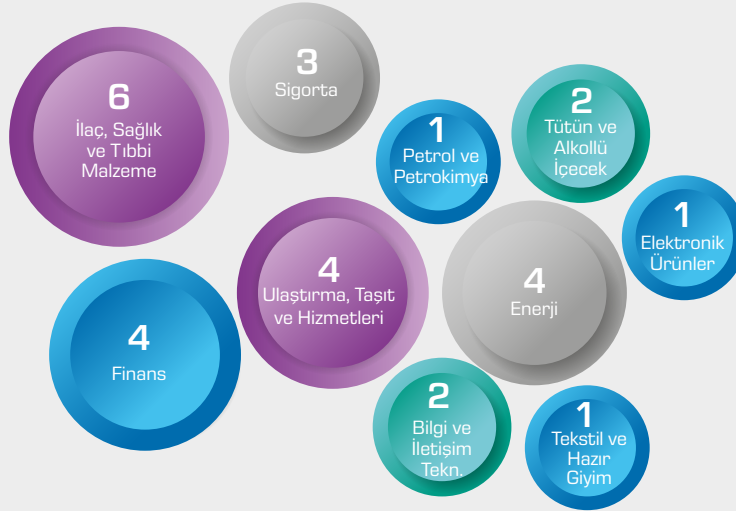 6
İlaç, Sağlık
ve Tıbbi
Malzeme
3
Sigorta
1
Petrol ve
Petrokimya
2
Tütün ve
Alkollü
İçecek
1
Elektronik
Ürünler
4
Ulaştırma, Taşıt
ve Hizmetleri
4
Enerji
4
Finans
2
Bilgi ve
İletişim
Tekn.
1
Tekstil ve
Hazır
Giyim